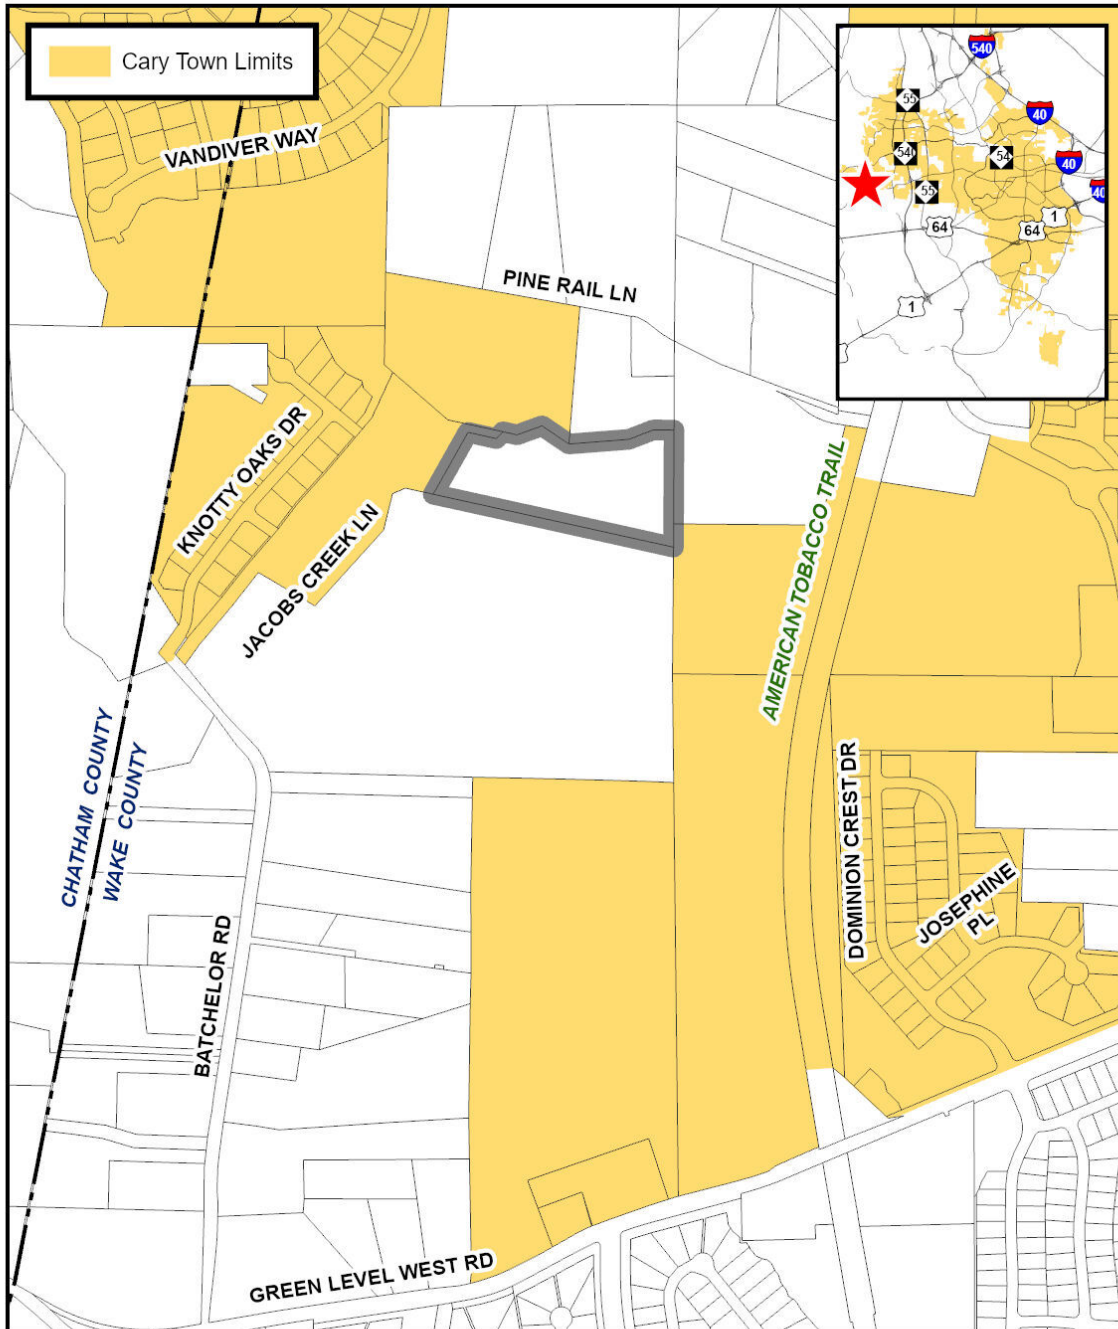 Cary Town Limits
540
55
40
540
54
40
40
55
64
64
1
1
VANDIVER WAY
PINE RAIL LN
KNOTTY OAKS DR
JACOBS CREEK LN
AMERICAN TOBACCO TRAIL
CHATHAM COUNTY
WAKE COUNTY
DOMINION CREST DR
JOSEPHINE
PL
BATCHELOR RD
GREEN LEVEL WEST RD